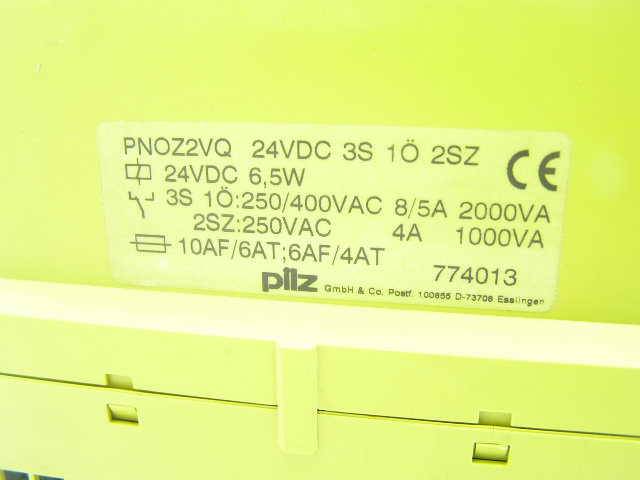 PNOZ2VQ 24VDC 3S 1Ö 2SZ
CE
24VDC 6,5W
3S 1Ö:250/400VAC 8/5A 2000VA
2SZ:250VAC 4A 1000VA
10AF/6AT;6AF/4AT
774013
pilz GmbH & Co. Postf. 100855 D-73708 Esslingen